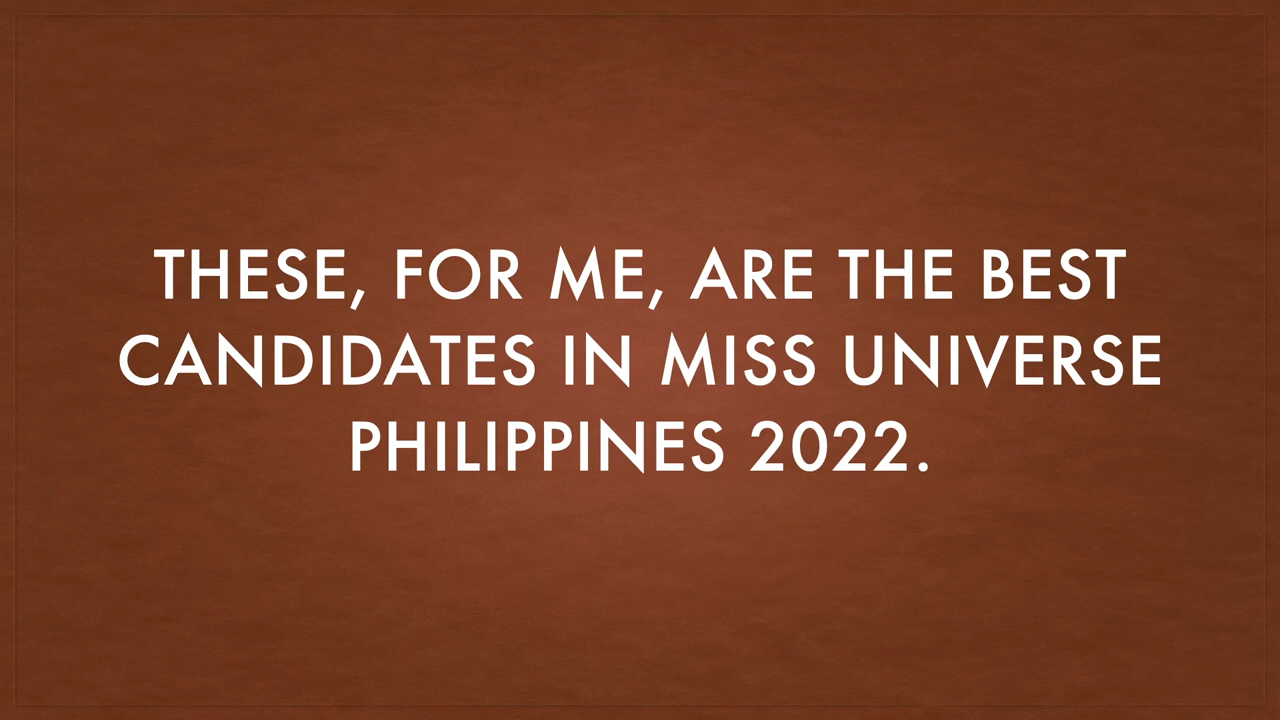 THESE, FOR ME, ARE THE BEST
CANDIDATES IN MISS UNIVERSE
PHILIPPINES 2022.